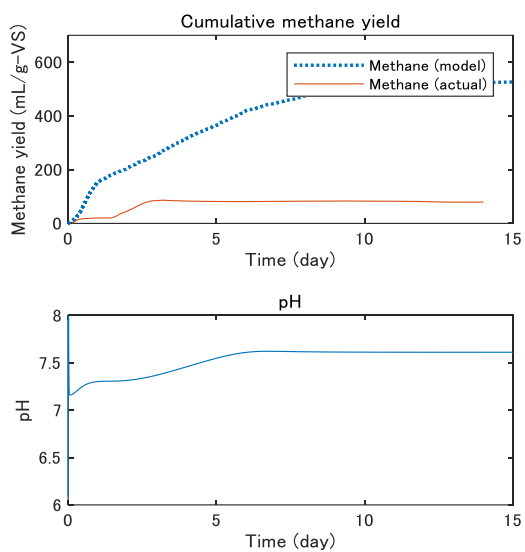 Cumulative methane yield
Methane yield (mL/g-VS)
600
400
200
0
Methane (model)
Methane (actual)
0 5 10 15
Time (day)
pH
pH
8
7.5
7
6.5
6
0 5 10 15
Time (day)